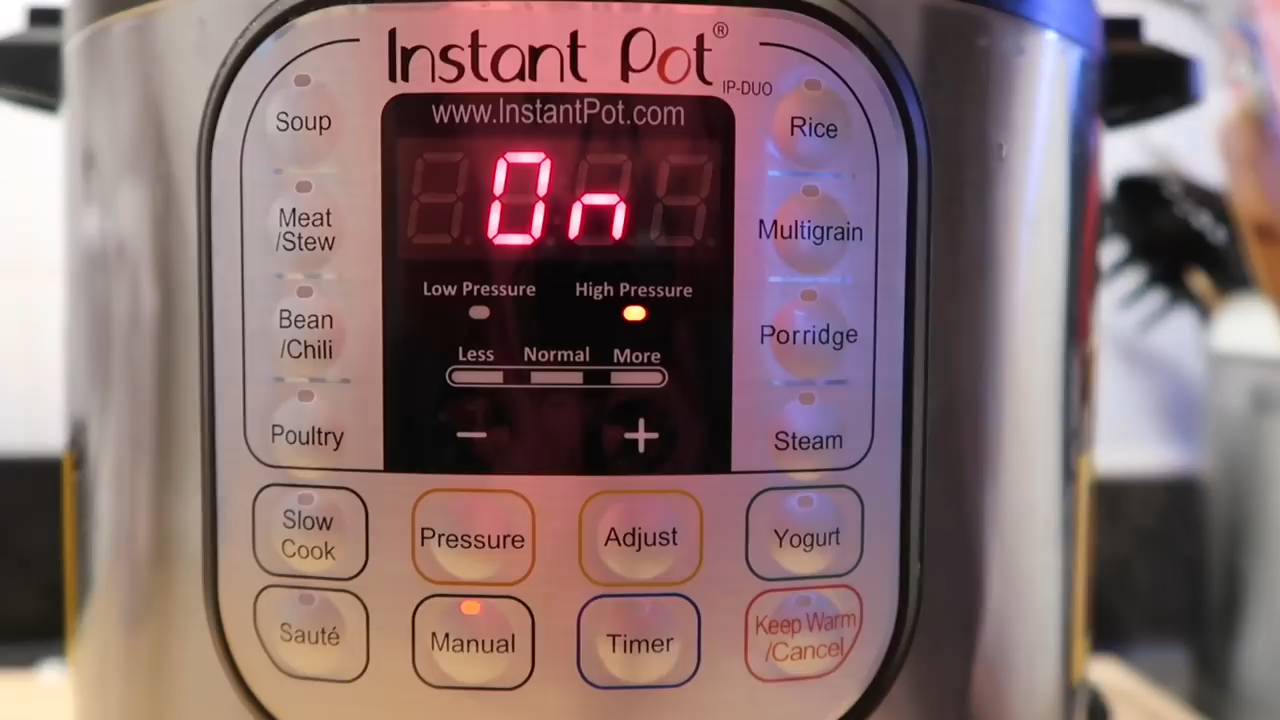 Instant Pot®
IP-DUO
www.InstantPot.com
On
Low Pressure
High Pressure
Less
Normal
More
−
+
Soup
Meat
/Stew
Bean
/Chili
Poultry
Rice
Multigrain
Porridge
Steam
Slow
Cook
Pressure
Adjust
Yogurt
Sauté
Manual
Timer
Keep Warm
/Cancel